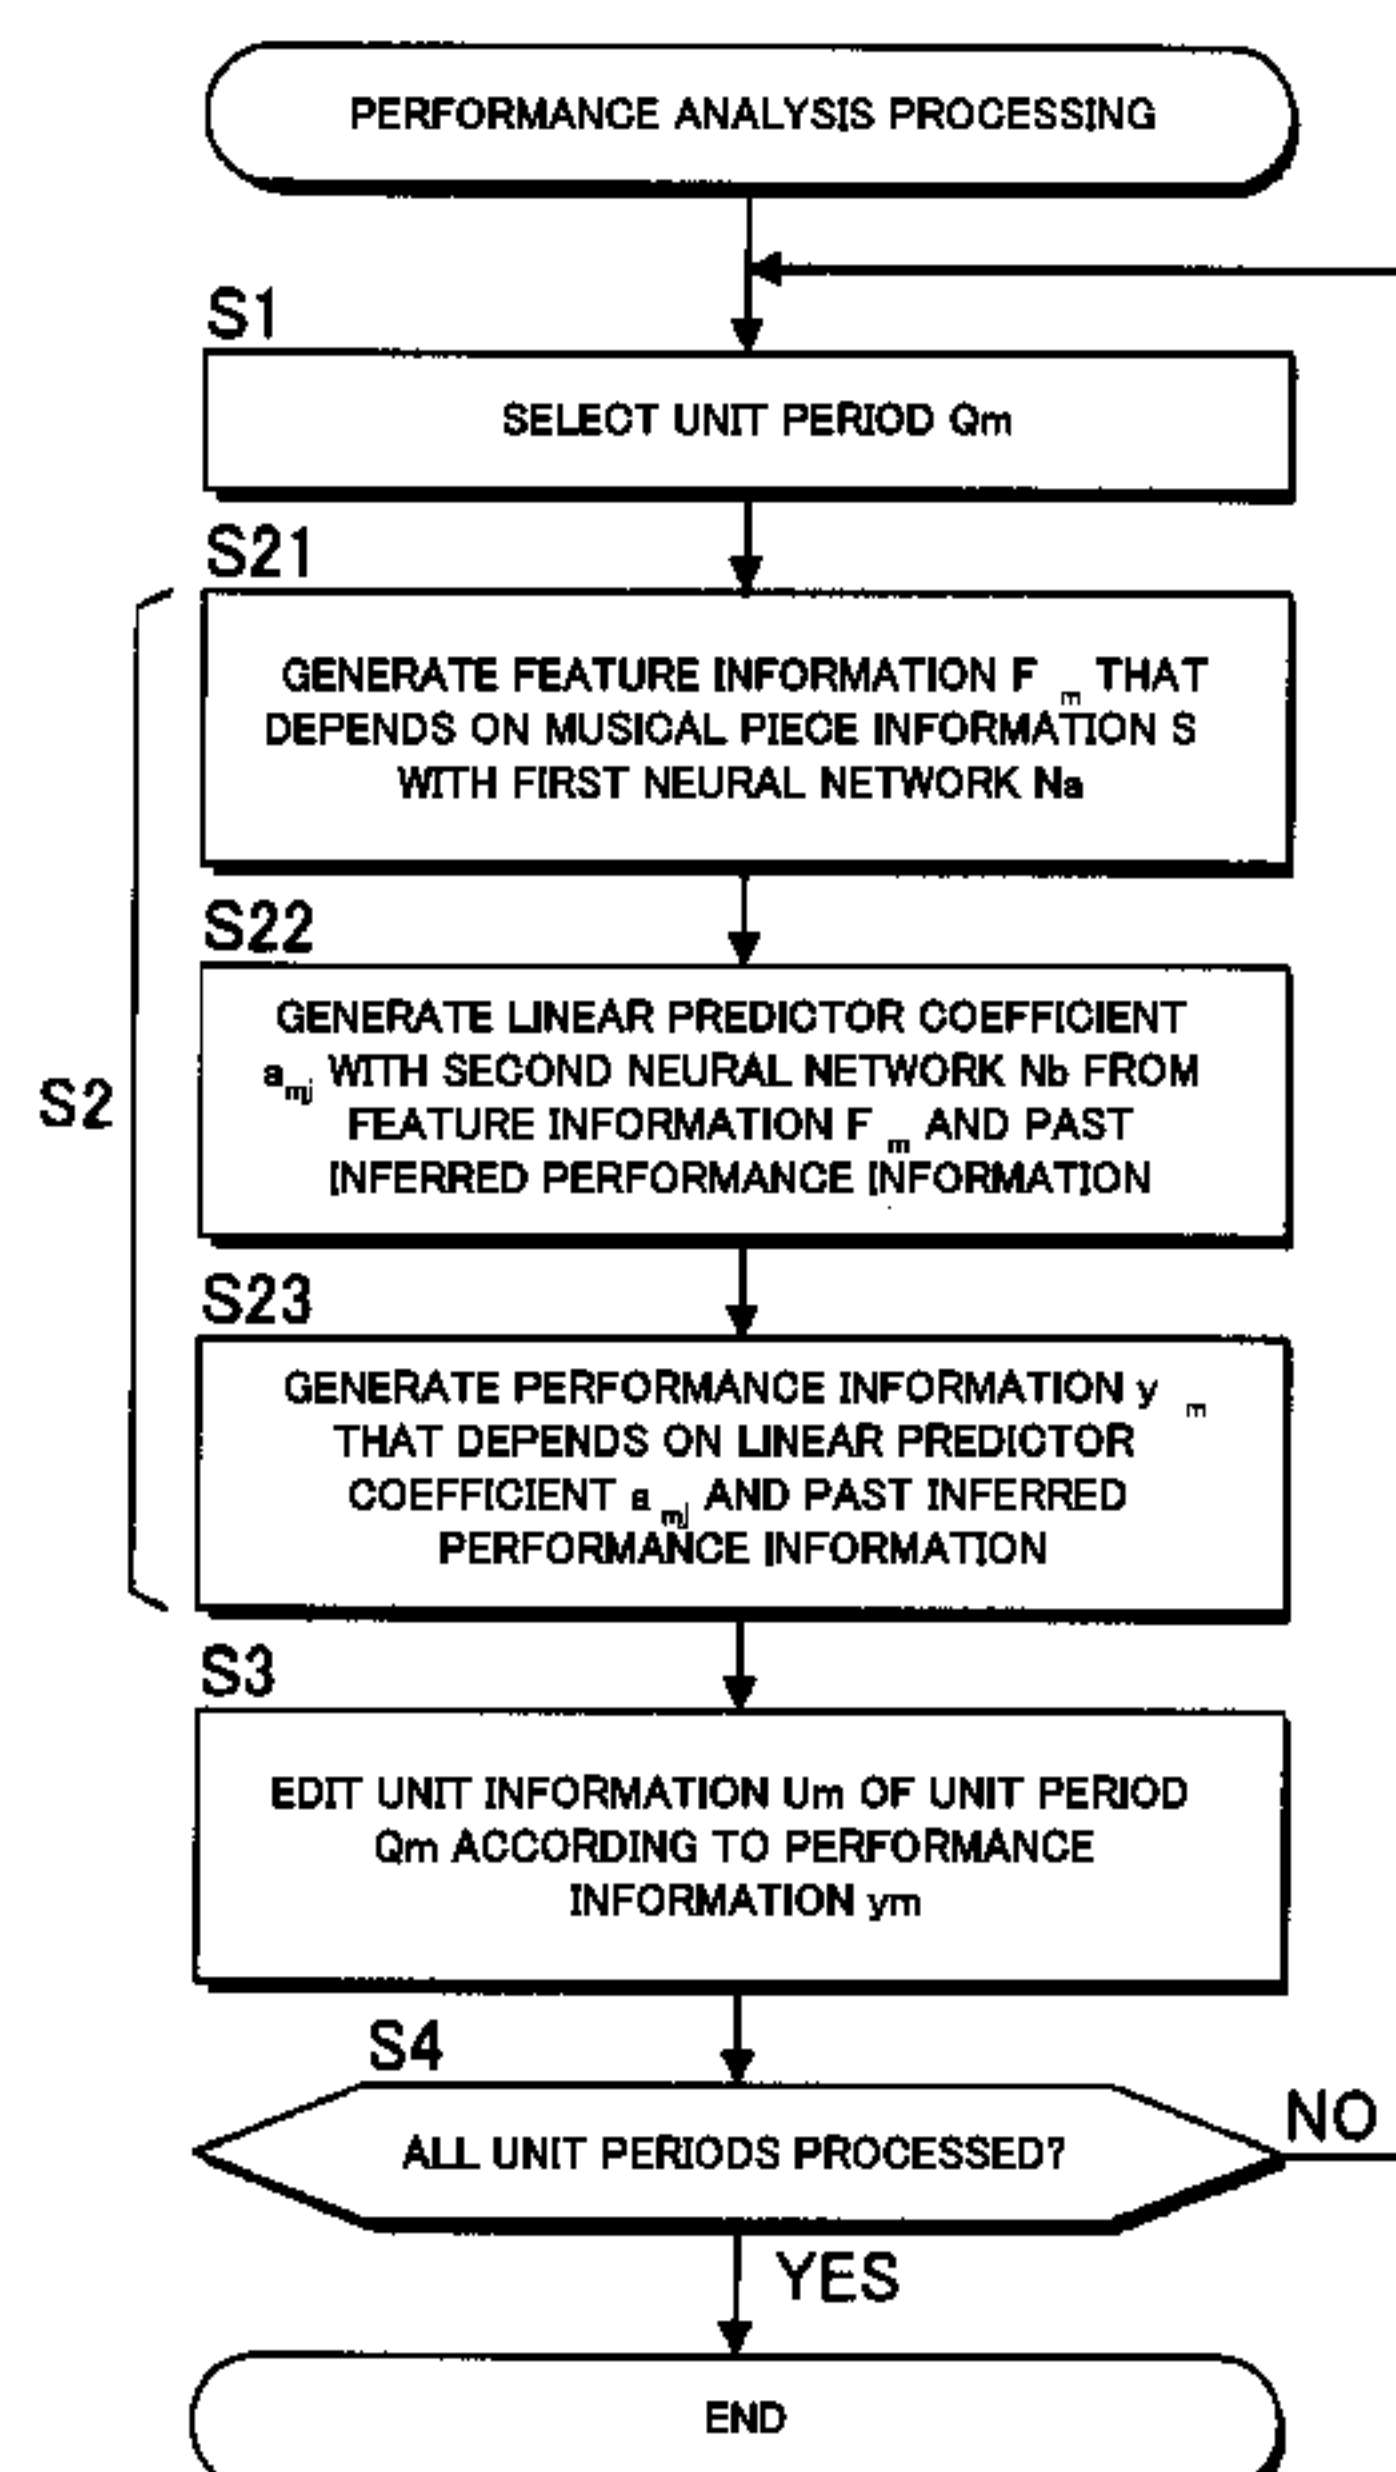 PERFORMANCE ANALYSIS PROCESSING
S1
SELECT UNIT PERIOD Qm
S21
GENERATE FEATURE INFORMATION F m THAT
DEPENDS ON MUSICAL PIECE INFORMATION S
WITH FIRST NEURAL NETWORK Na
S22
GENERATE LINEAR PREDICTOR COEFFICIENT
a mj WITH SECOND NEURAL NETWORK Nb FROM
FEATURE INFORMATION F m AND PAST
INFERRED PERFORMANCE INFORMATION
S2
S23
GENERATE PERFORMANCE INFORMATION y m
THAT DEPENDS ON LINEAR PREDICTOR
COEFFICIENT a mj AND PAST INFERRED
PERFORMANCE INFORMATION
S3
EDIT UNIT INFORMATION Um OF UNIT PERIOD
Qm ACCORDING TO PERFORMANCE
INFORMATION ym
S4
ALL UNIT PERIODS PROCESSED?
NO
YES
END